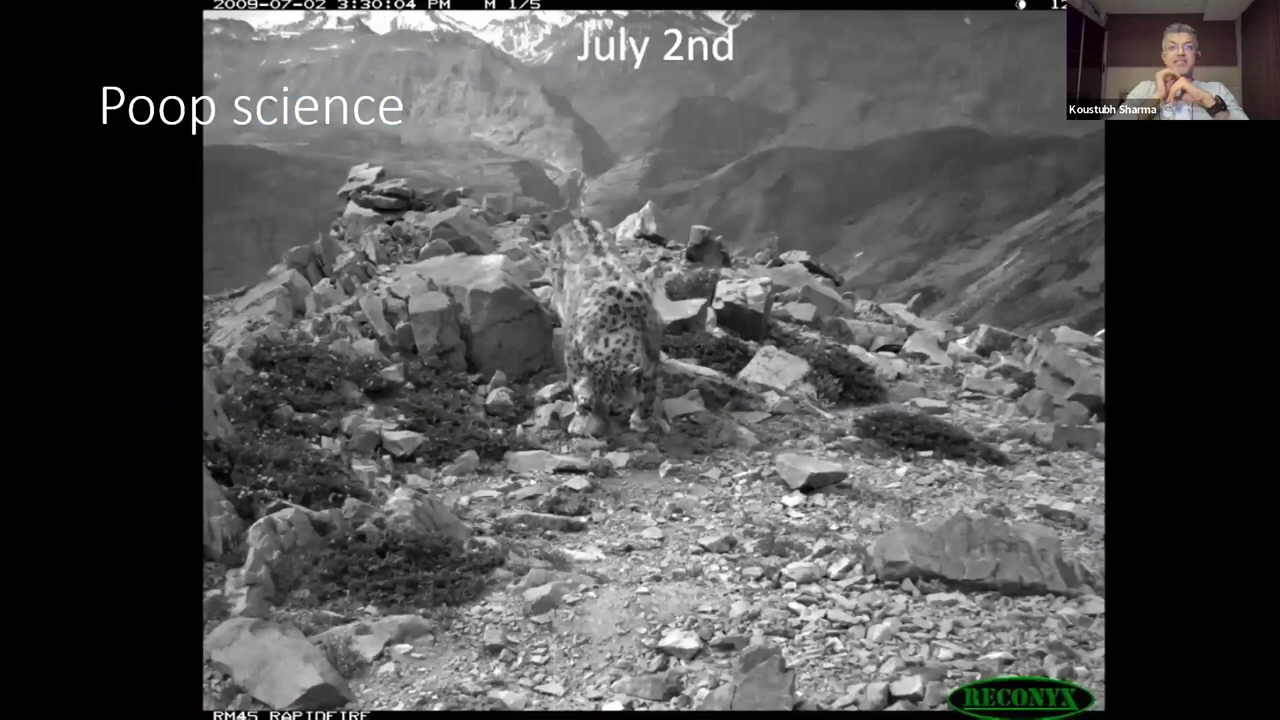 2009-07-02 3:30:04 PM M 1/5
July 2nd
Poop science
Koustubh Sharma
RM45 RAPIDFIRE
RECONYX